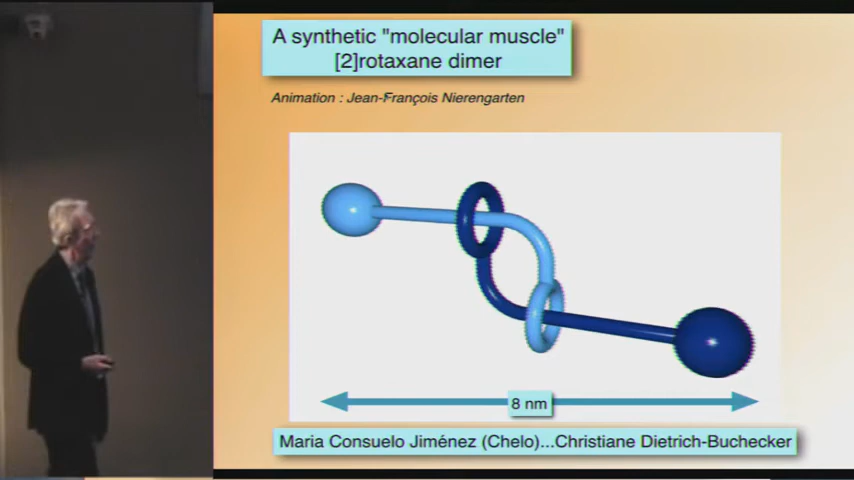 A synthetic "molecular muscle"
[2]rotaxane dimer
Animation : Jean-François Nierengarten
8 nm
Maria Consuelo Jiménez (Chelo)...Christiane Dietrich-Buchecker